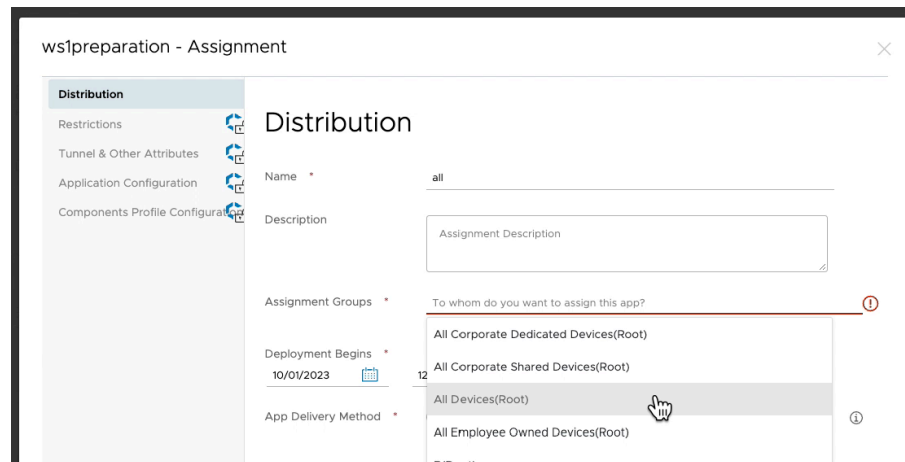 ws1preparation - Assignment
Distribution
Restrictions
Tunnel & Other Attributes
Application Configuration
Components Profile Configuration
Distribution
Name *
all
Description
Assignment Description
Assignment Groups *
To whom do you want to assign this app?
All Corporate Dedicated Devices(Root)
All Corporate Shared Devices(Root)
All Devices(Root)
All Employee Owned Devices(Root)
Deployment Begins *
10/01/2023
12
App Delivery Method *